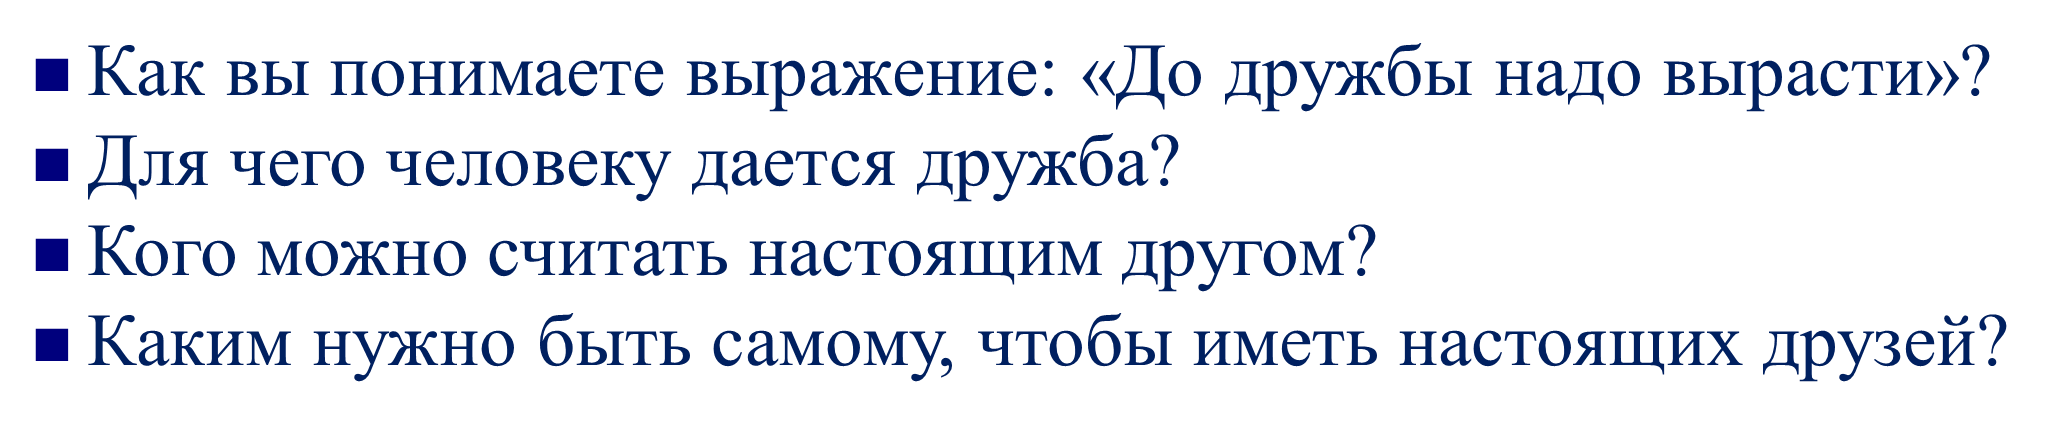 ■ Как вы понимаете выражение: «До дружбы надо вырасти»?
■ Для чего человеку дается дружба?
■ Кого можно считать настоящим другом?
■ Каким нужно быть самому, чтобы иметь настоящих друзей?